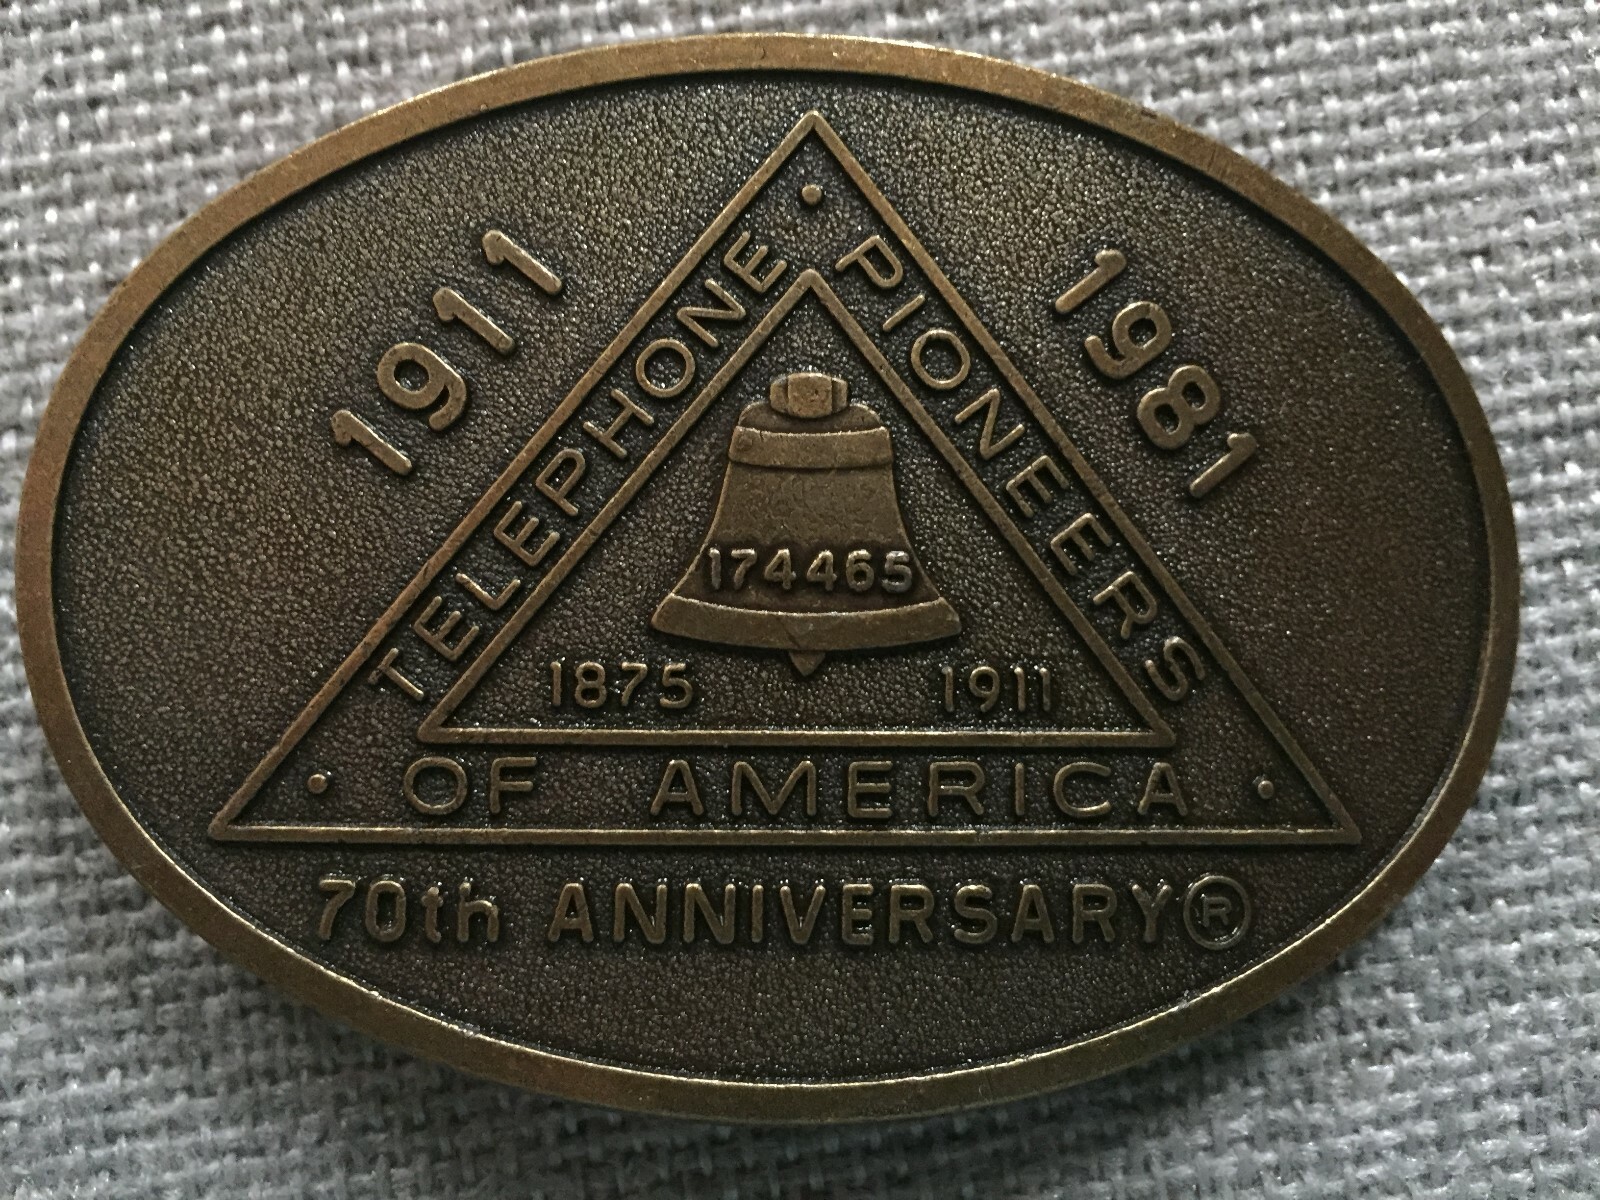 1911
1981
TELEPHONE
PIONEERS
174465
1875
1911
OF AMERICA
70th ANNIVERSARY®